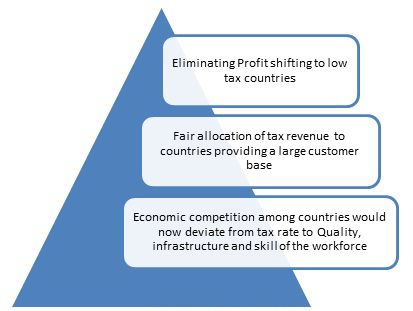 Eliminating Profit shifting to low
tax countries
Fair allocation of tax revenue to
countries providing a large customer
base
Economic competition among countries would
now deviate from tax rate to Quality,
infrastructure and skill of the workforce